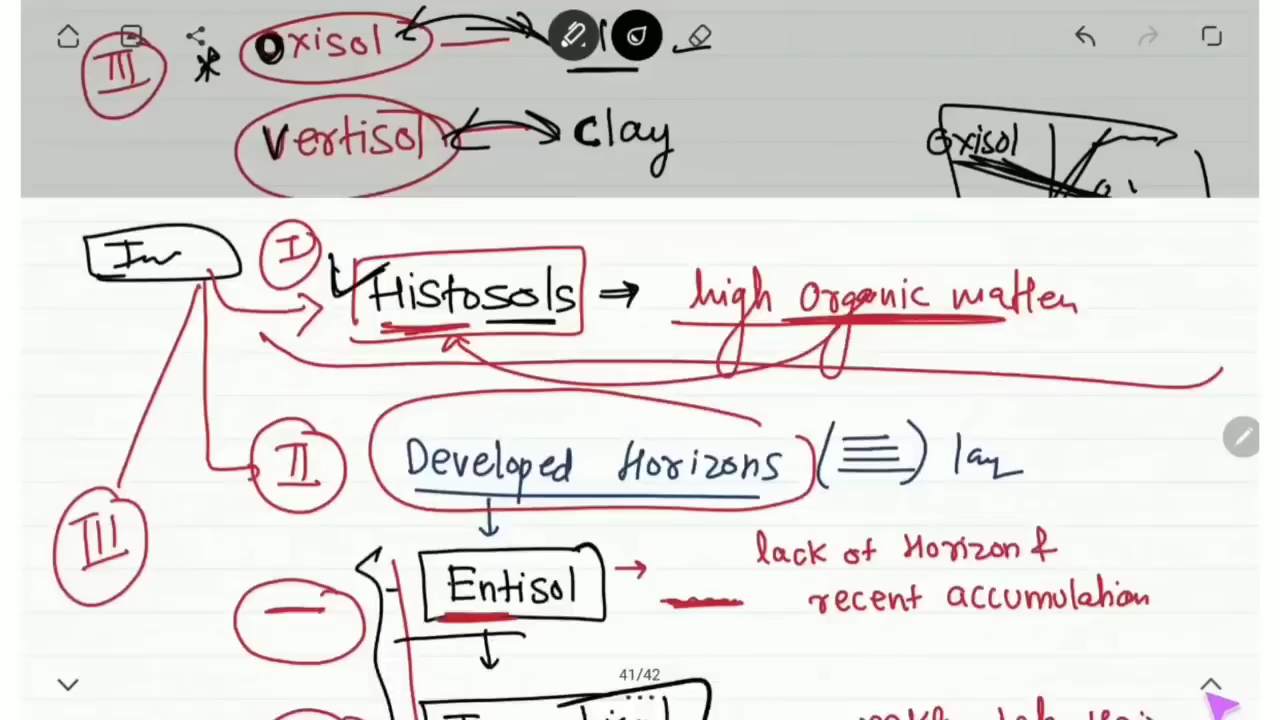 III * Oxisol
Vertisol clay
Oxisol
I Histosols ⇒ high organic matter
II Developed Horizons (≡) lay
III
Entisol → lack of Horizon &
recent accumulation
41/42